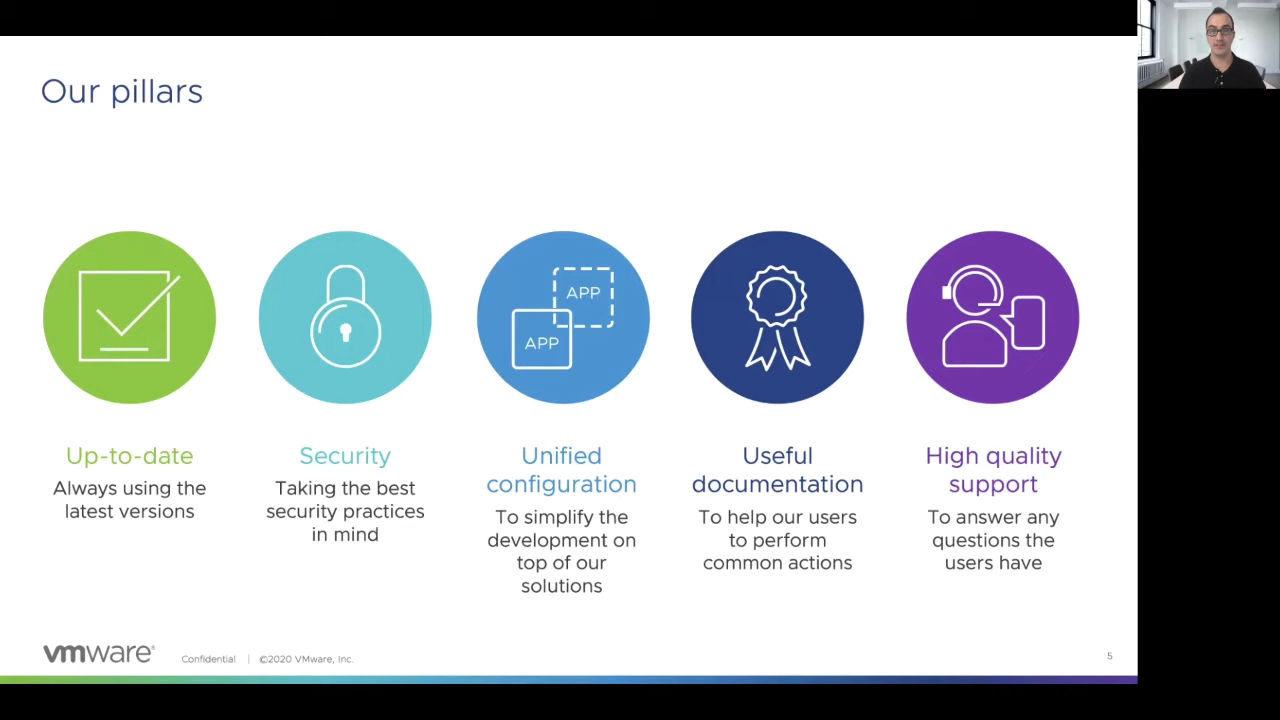 Our pillars
APP
APP
Up-to-date
Always using the
latest versions
Security
Taking the best
security practices
in mind
Unified
configuration
To simplify the
development on
top of our
solutions
Useful
documentation
To help our users
to perform
common actions
High quality
support
To answer any
questions the
users have
vmware®
Confidential | ©2020 VMware, Inc.
5